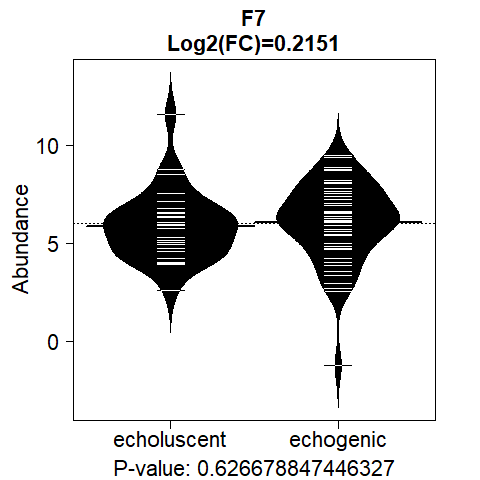 F7
Log2(FC)=0.2151
Abundance
10
5
0
echoluscent echogenic
P-value: 0.626678847446327